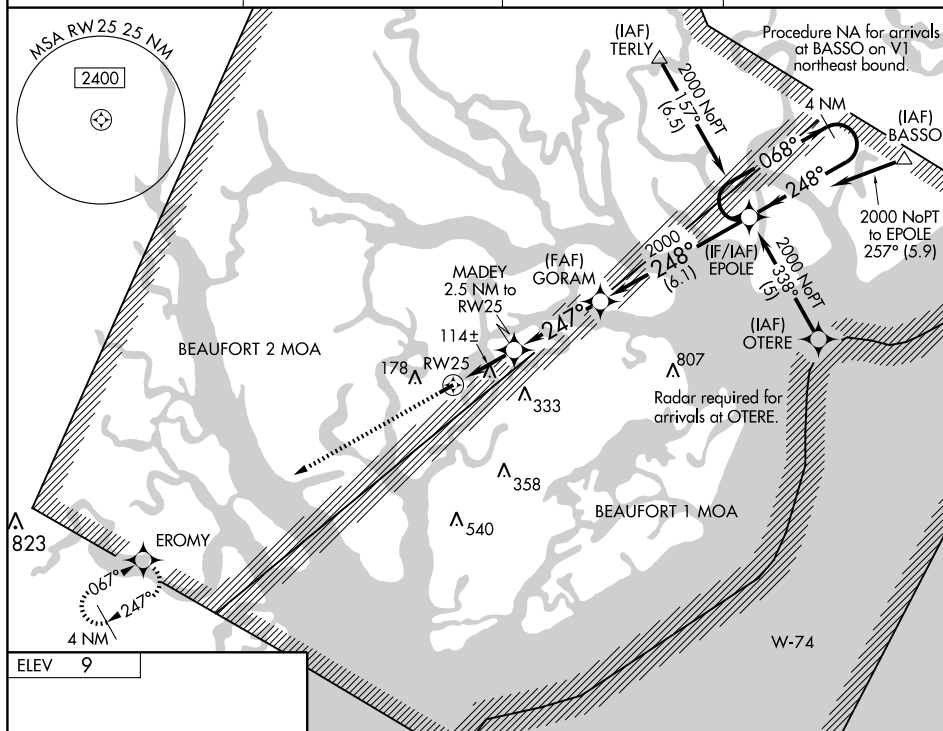 MSA RW25 25 NM
2400
(IAF)
TERLY
2000 NoPT
157°
(6.5)
Procedure NA for arrivals
at BASSO on V1
northeast bound.
4 NM
(IAF)
BASSO
068°
248°
2000 NoPT
to EPOLE
257° (5.9)
(IF/IAF)
EPOLE
2000
248°
(6.1)
(FAF)
GORAM
2000 NoPT
338°
(5)
(IAF)
OTERE
MADEY
2.5 NM to
RW25
247°
114±
BEAUFORT 2 MOA
178
RW25
807
333
Radar required for
arrivals at OTERE.
358
BEAUFORT 1 MOA
540
823
EROMY
067°
247°
4 NM
W-74
ELEV 9